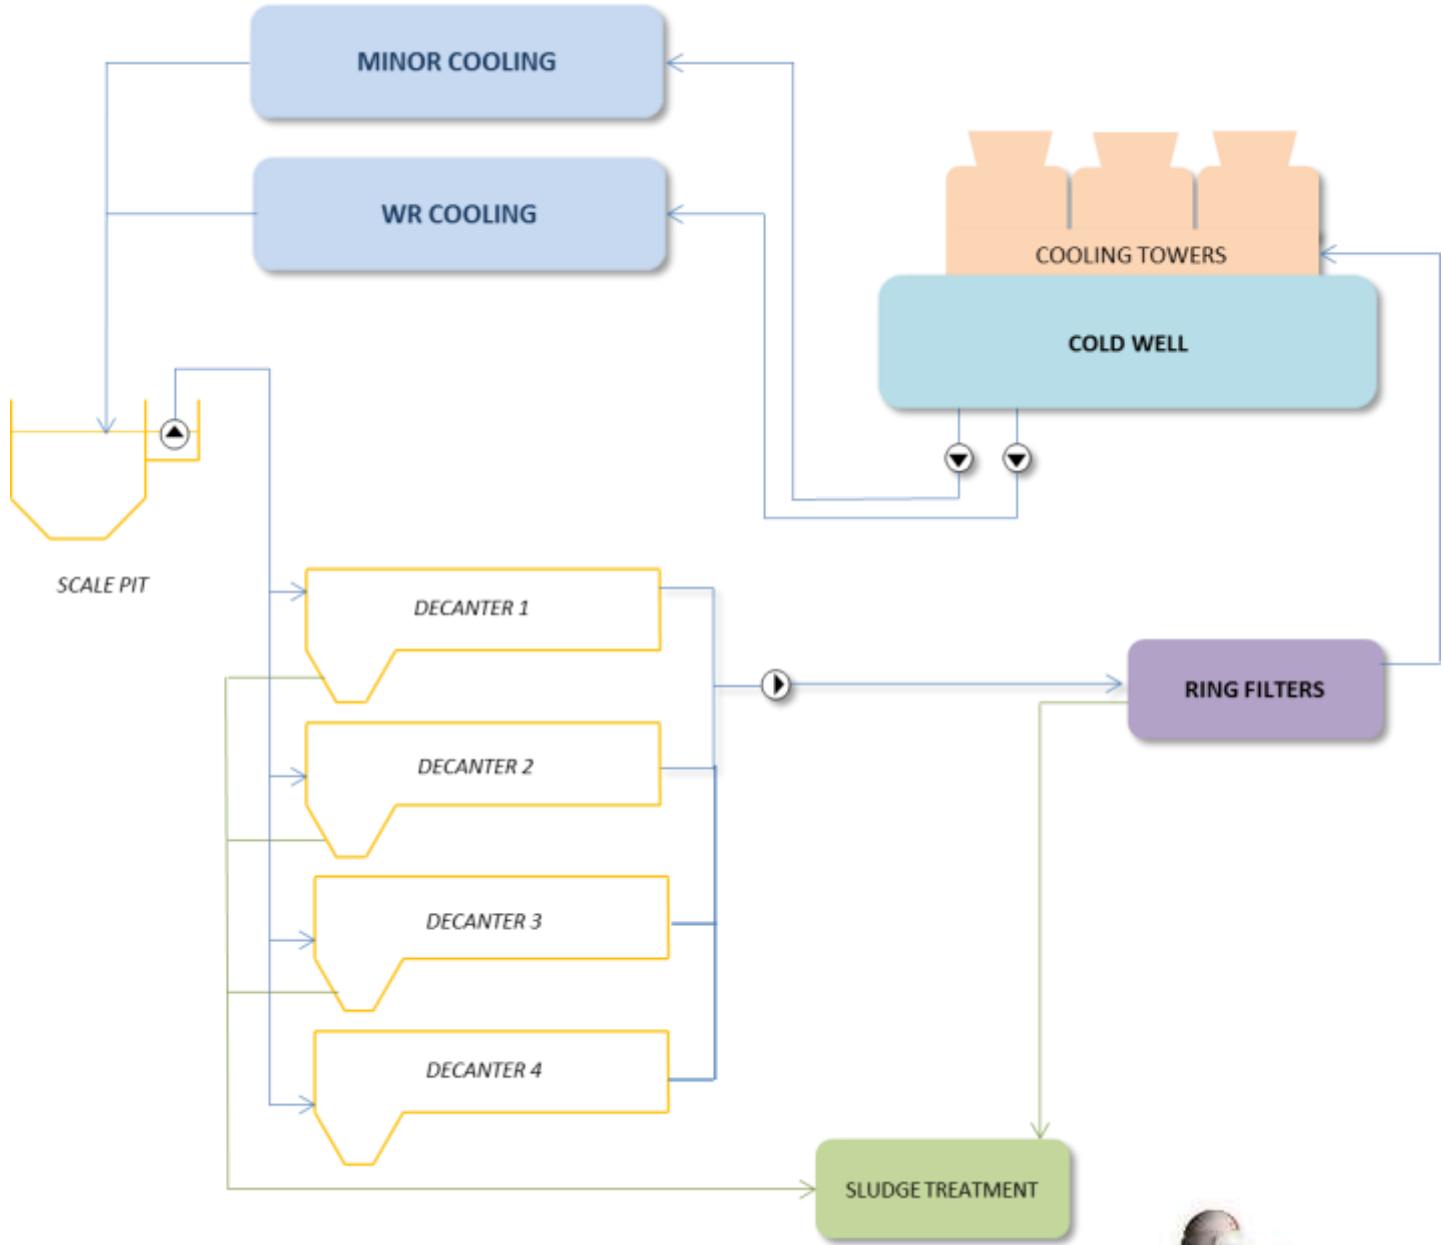 MINOR COOLING
WR COOLING
COOLING TOWERS
COLD WELL
SCALE PIT
DECANTER 1
DECANTER 2
DECANTER 3
DECANTER 4
RING FILTERS
SLUDGE TREATMENT